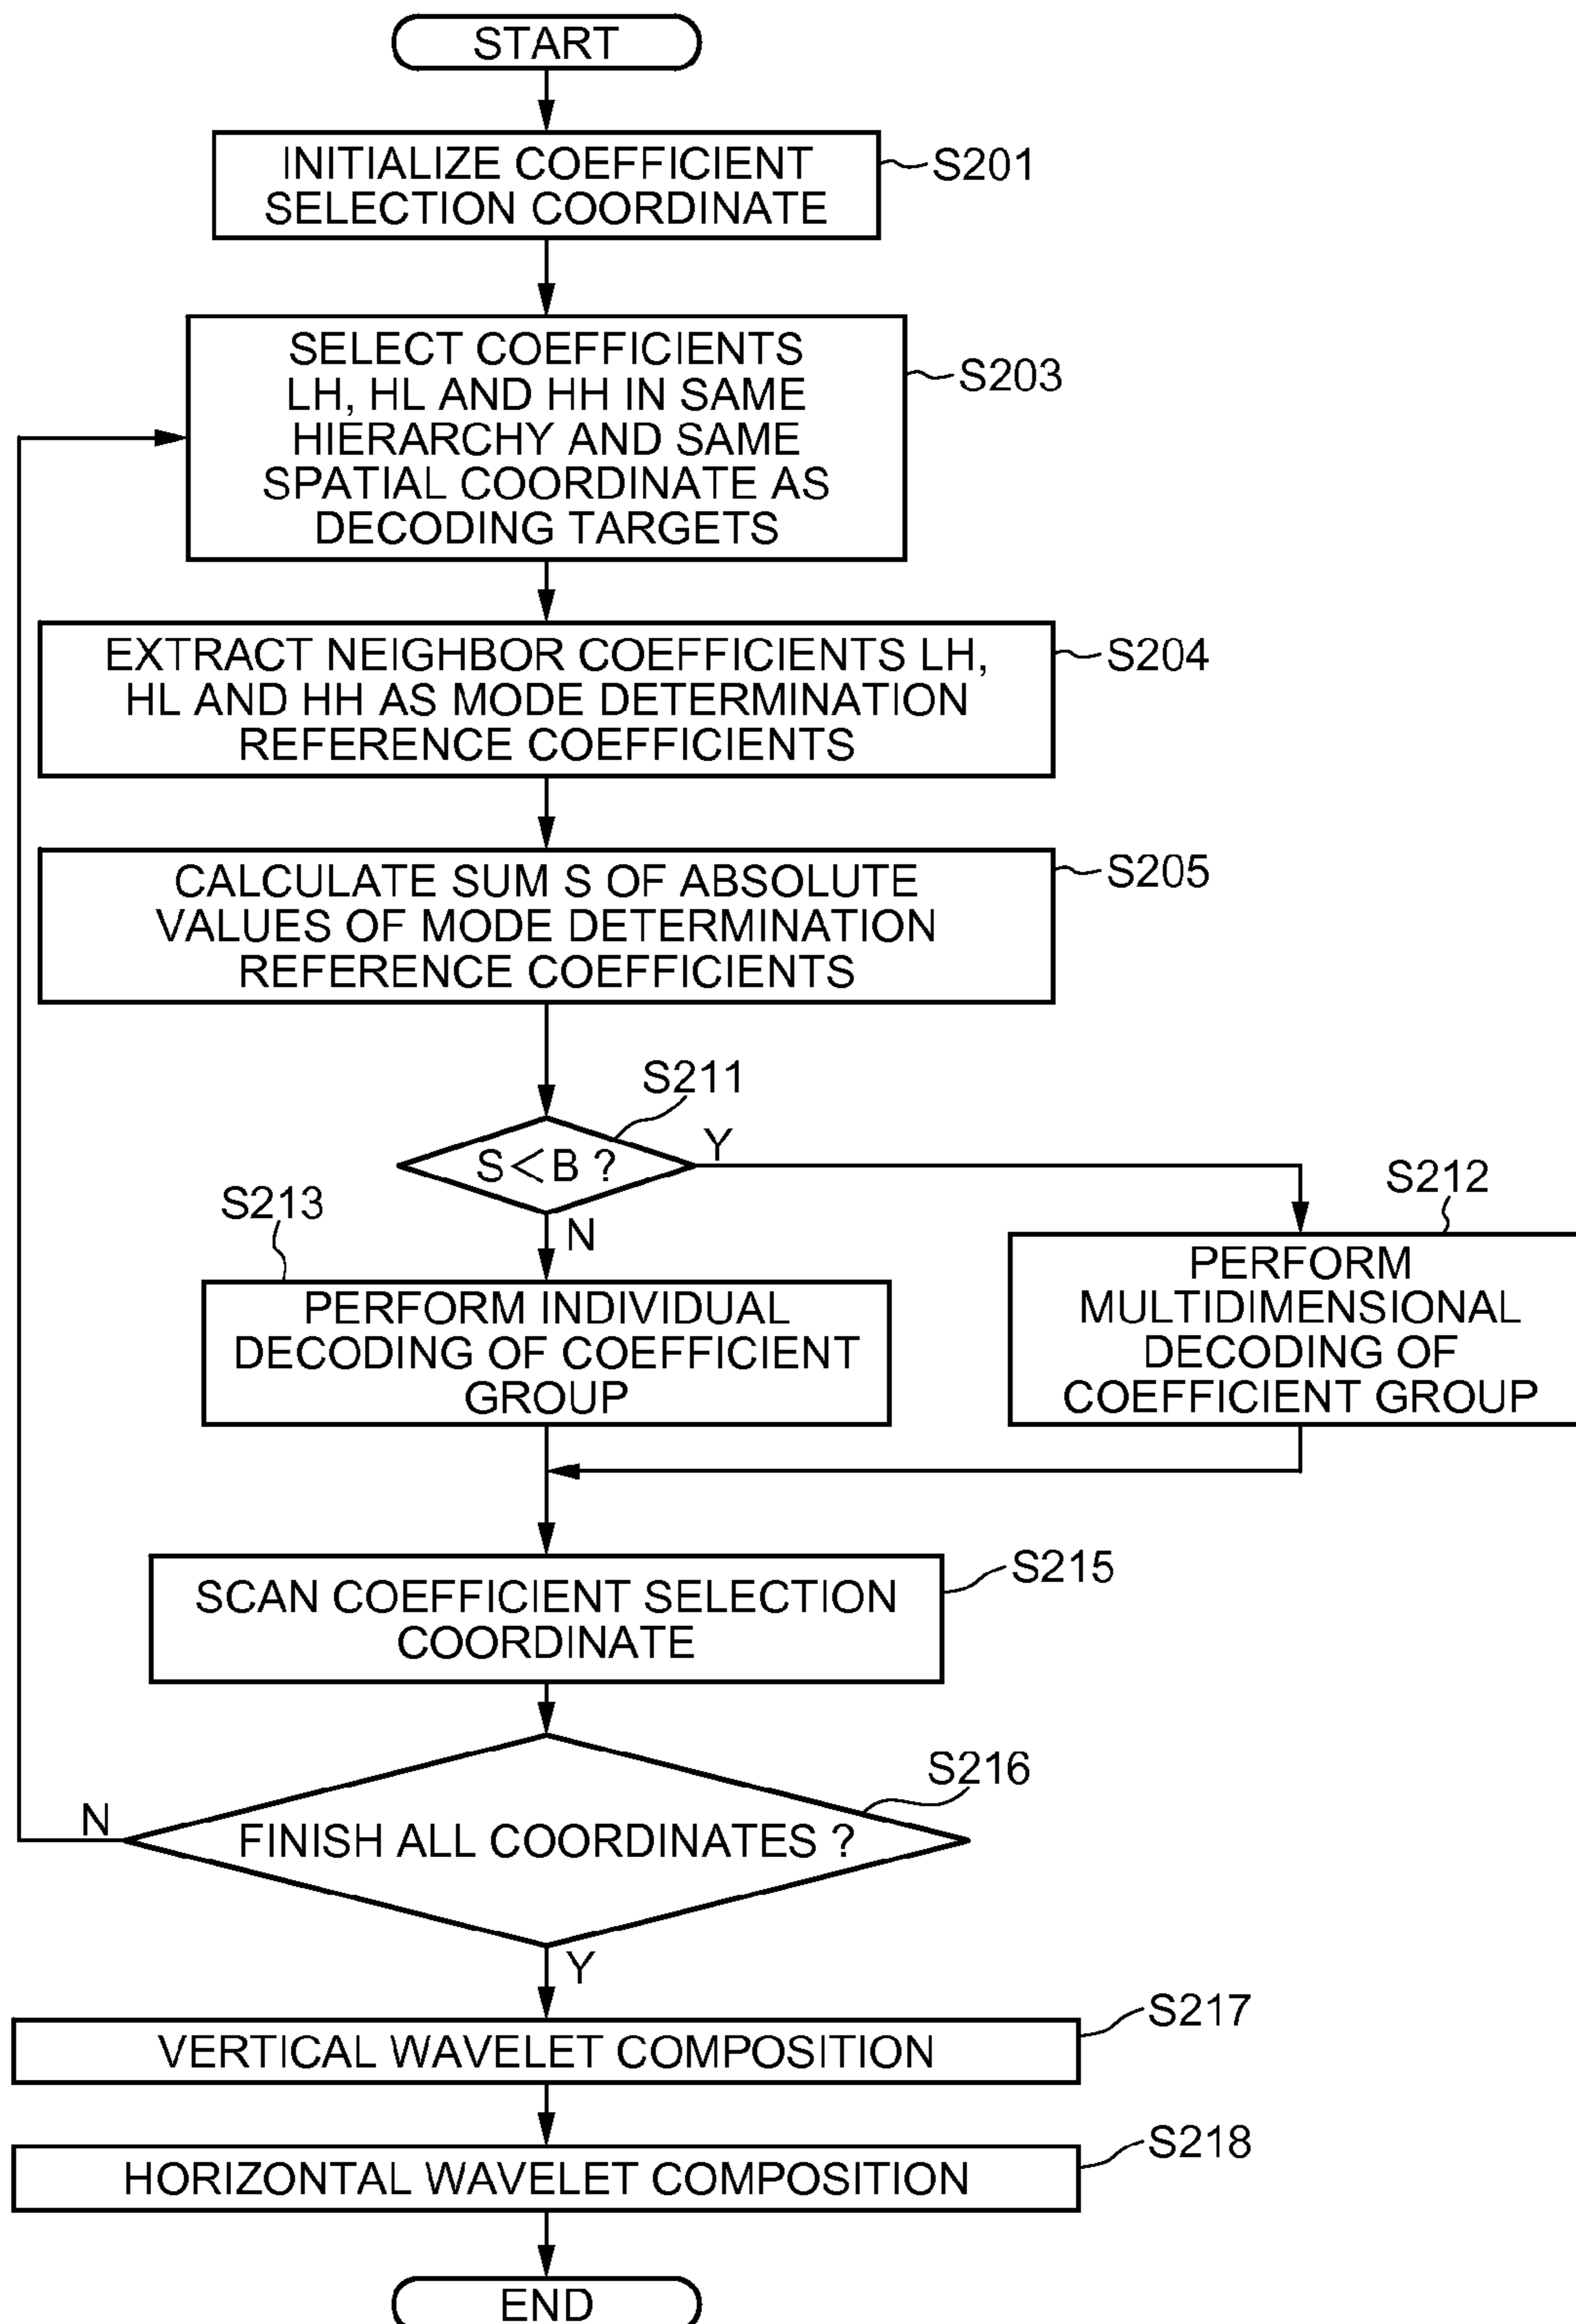 START
INITIALIZE COEFFICIENT
SELECTION COORDINATE
S201
SELECT COEFFICIENTS
LH, HL AND HH IN SAME
HIERARCHY AND SAME
SPATIAL COORDINATE AS
DECODING TARGETS
S203
EXTRACT NEIGHBOR COEFFICIENTS LH,
HL AND HH AS MODE DETERMINATION
REFERENCE COEFFICIENTS
S204
CALCULATE SUM S OF ABSOLUTE
VALUES OF MODE DETERMINATION
REFERENCE COEFFICIENTS
S205
S211
S<B ?
Y
N
S213
PERFORM INDIVIDUAL
DECODING OF COEFFICIENT
GROUP
S212
PERFORM
MULTIDIMENSIONAL
DECODING OF
COEFFICIENT GROUP
SCAN COEFFICIENT SELECTION
COORDINATE
S215
S216
FINISH ALL COORDINATES ?
N
Y
VERTICAL WAVELET COMPOSITION
S217
HORIZONTAL WAVELET COMPOSITION
S218
END